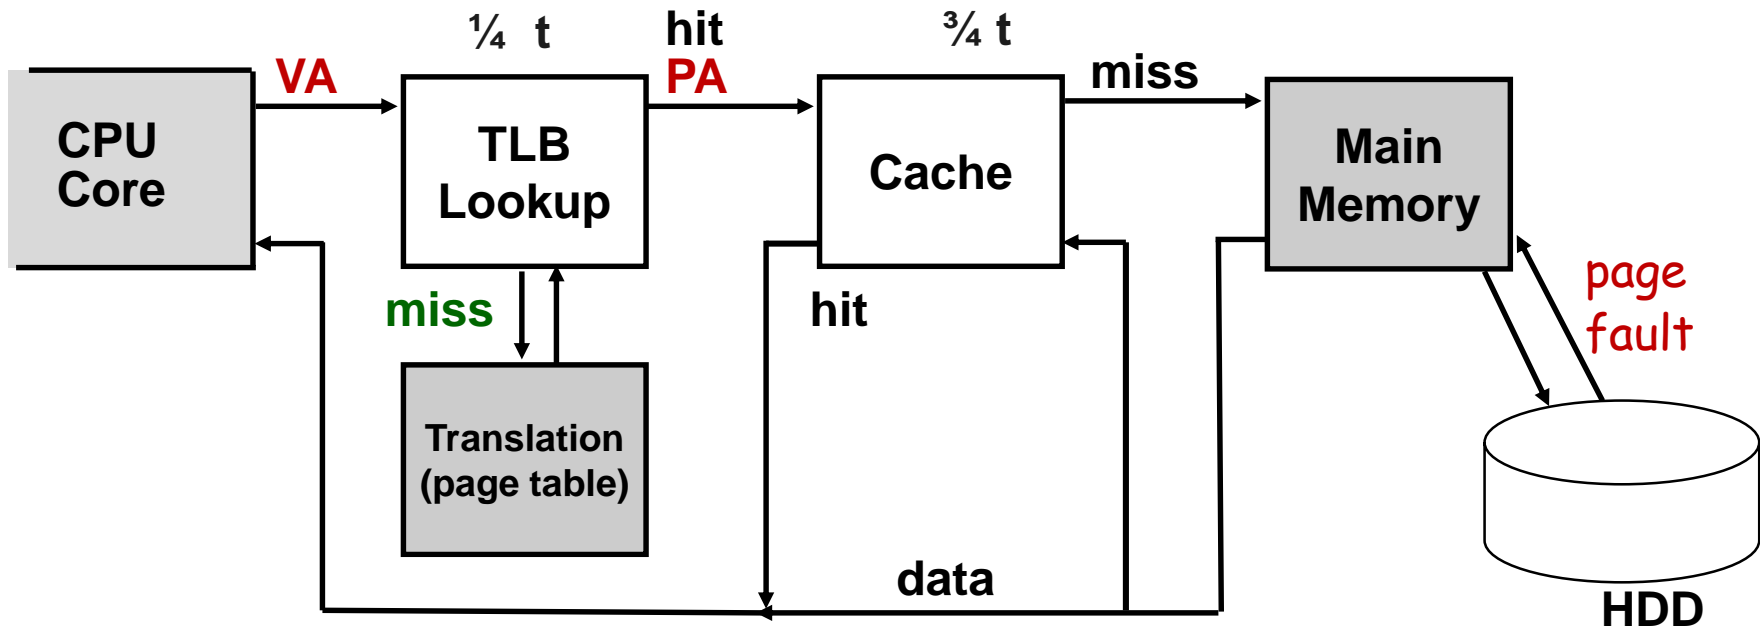 ¼ t
hit
¾ t
VA
PA
miss
CPU
Core
TLB
Lookup
Cache
Main
Memory
miss
hit
page
fault
Translation
(page table)
data
HDD